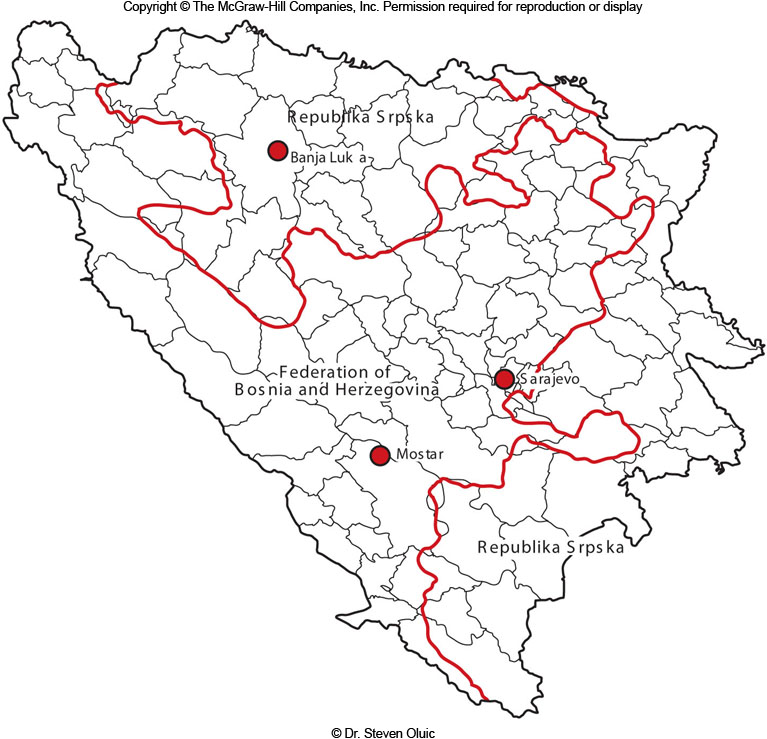 Copyright © The McGraw-Hill Companies, Inc. Permission required for reproduction or display
Republika Srpska
Banja Luk a
Federation of
Bosnia and Herzegovina
Sarajevo
Mostar
Republika Srpska
© Dr. Steven Oluic